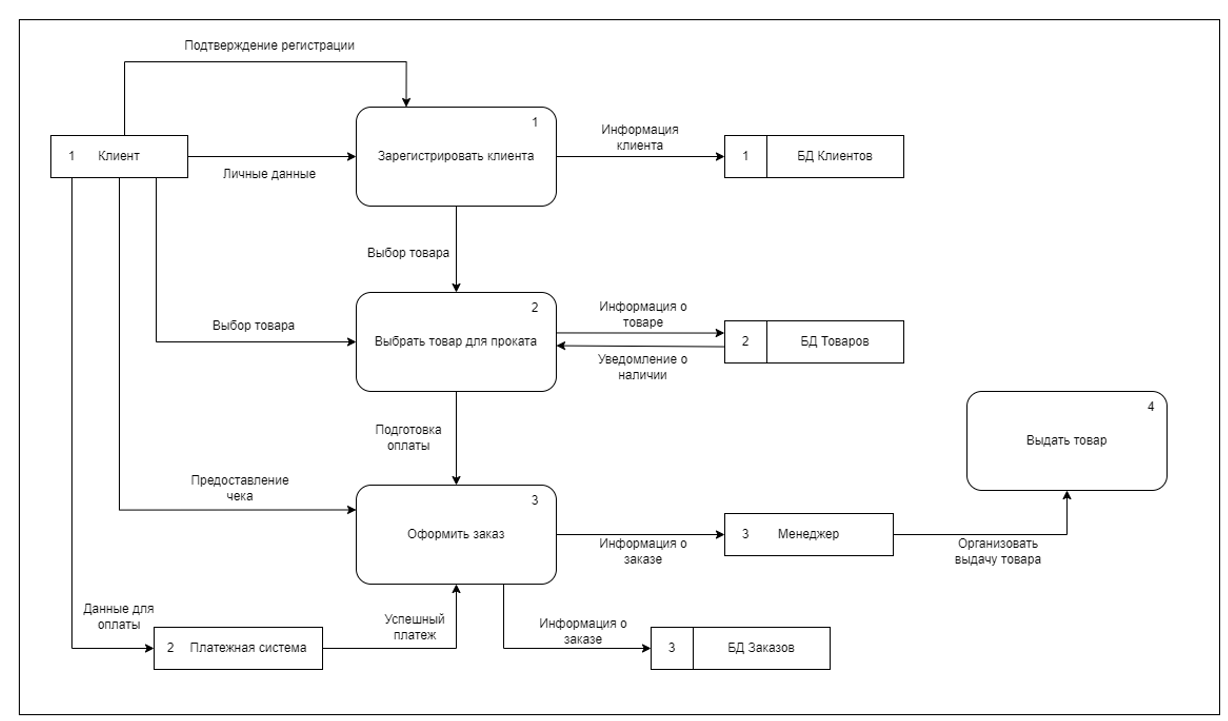 Подтверждение регистрации
1
Зарегистрировать клиента
1 Клиент
Личные данные
Информация
клиента
1 БД Клиентов
Выбор товара
2
Выбрать товар для проката
Выбор товара
Информация о
товаре
Уведомление о
наличии
2 БД Товаров
Подготовка
оплаты
4
Выдать товар
Предоставление
чека
3
Оформить заказ
Информация о
заказе
3 Менеджер
Организовать
выдачу товара
Данные для
оплаты
2 Платежная система
Успешный
платеж
Информация о
заказе
3 БД Заказов